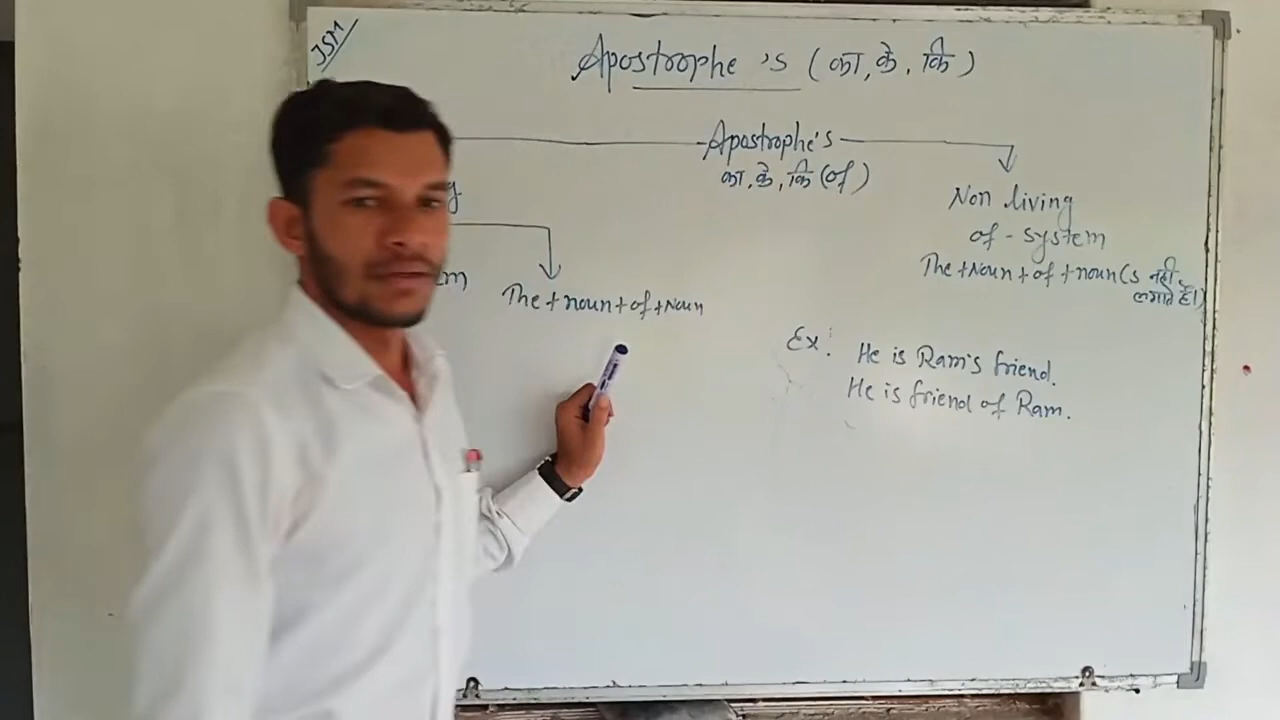 JSM
Apostrophe 's (का, के, कि)
Apostrophe's
का, के, कि (of)
Non living
of - system
The + Noun + of + noun (s नहीं
लगाते है।)
The + noun + of + Noun
Ex:
He is Ram's friend.
He is friend of Ram.